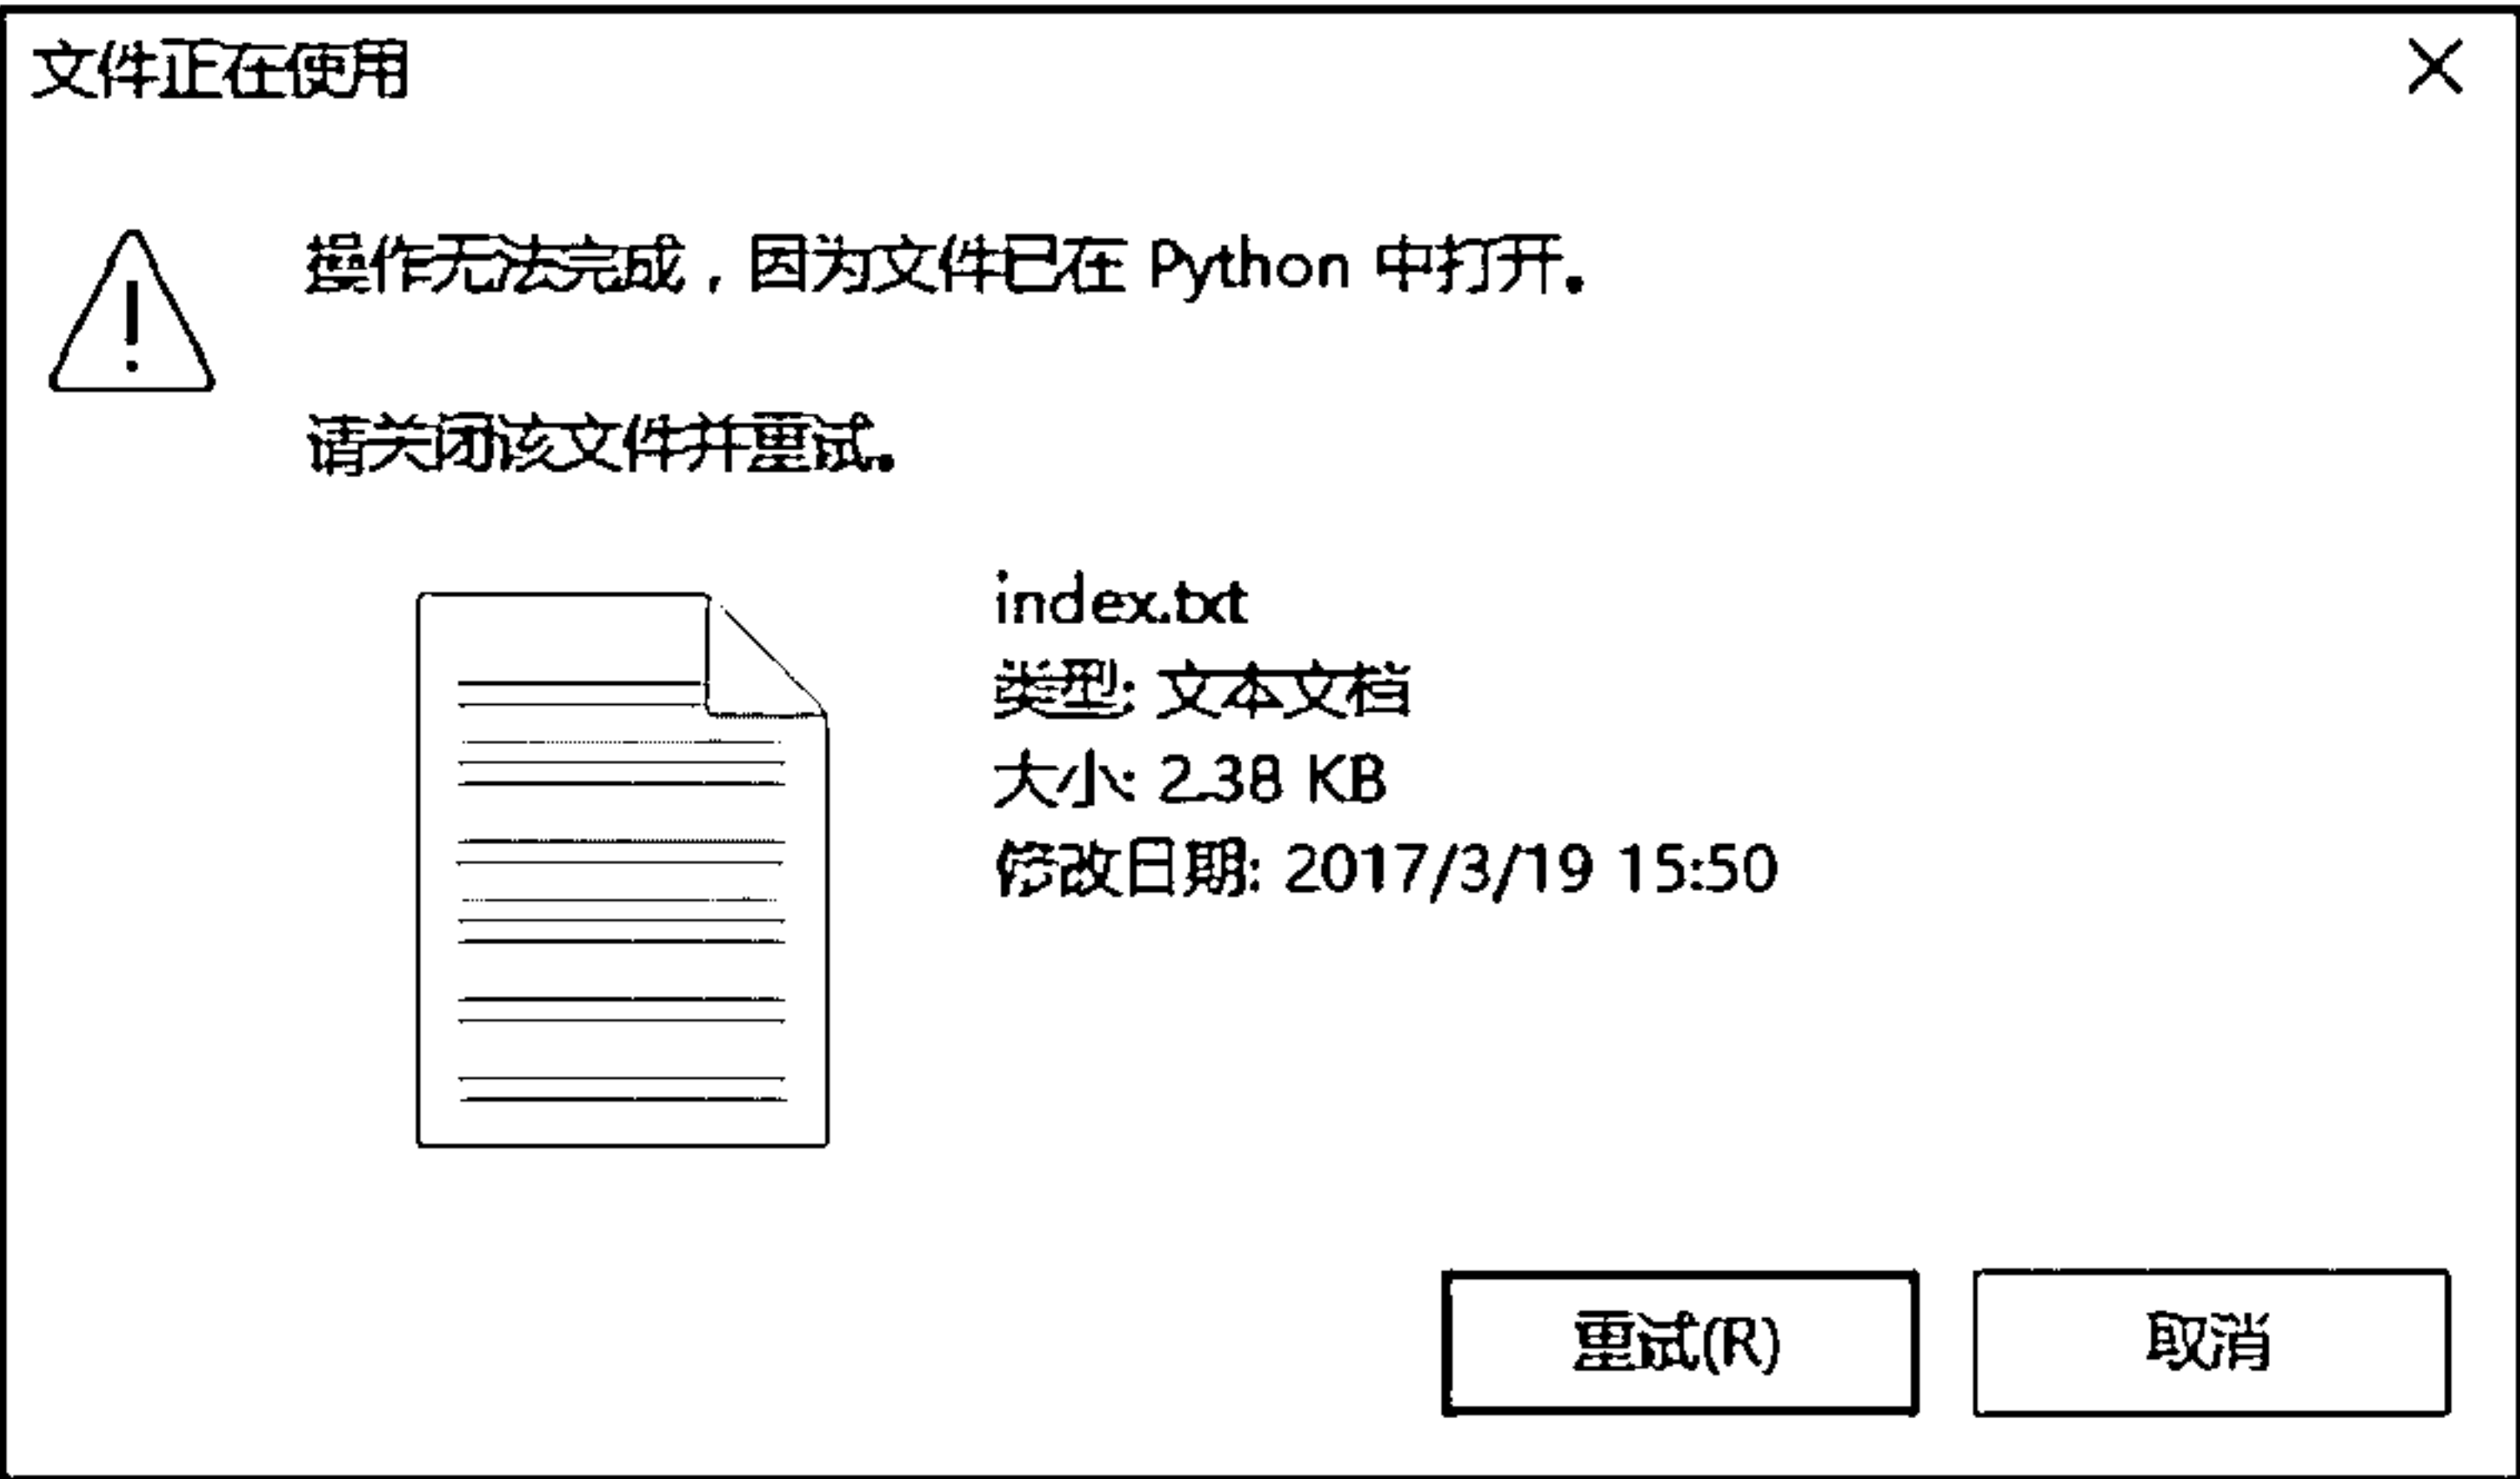 文件正在使用
操作无法完成，因为文件已在 Python 中打开。
请关闭该文件并重试。
index.txt
类型: 文本文档
大小: 2.38 KB
修改日期: 2017/3/19 15:50
重试(R)
取消